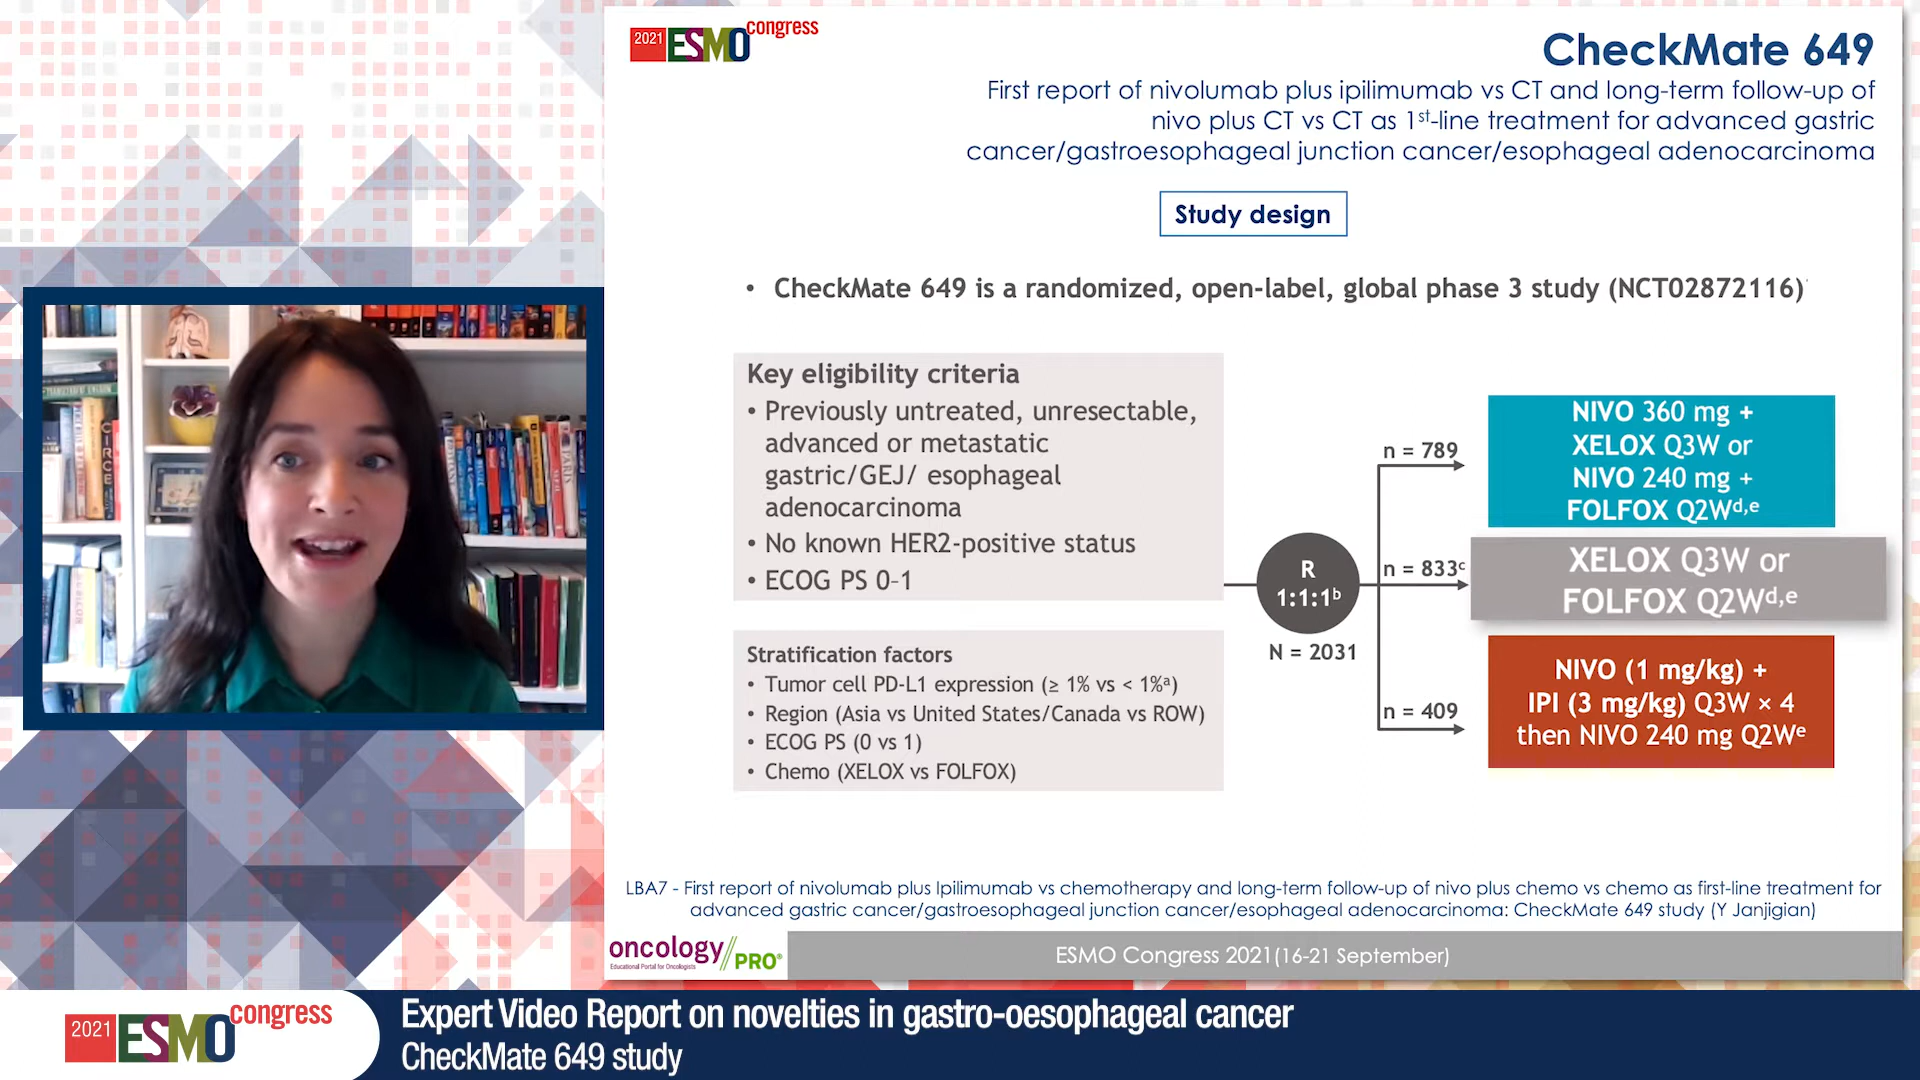 2021 ESMO congress
CheckMate 649
First report of nivolumab plus ipilimumab vs CT and long-term follow-up of
nivo plus CT vs CT as 1st-line treatment for advanced gastric
cancer/gastroesophageal junction cancer/esophageal adenocarcinoma
Study design
• CheckMate 649 is a randomized, open-label, global phase 3 study (NCT02872116)
Key eligibility criteria
• Previously untreated, unresectable,
advanced or metastatic
gastric/GEJ/ esophageal
adenocarcinoma
• No known HER2-positive status
• ECOG PS 0–1
Stratification factors
• Tumor cell PD-L1 expression (≥ 1% vs < 1%ᵃ)
• Region (Asia vs United States/Canada vs ROW)
• ECOG PS (0 vs 1)
• Chemo (XELOX vs FOLFOX)
R
1:1:1ᵇ
N = 2031
n = 789
NIVO 360 mg +
XELOX Q3W or
NIVO 240 mg +
FOLFOX Q2Wᵈ,ᵉ
n = 833ᶜ
XELOX Q3W or
FOLFOX Q2Wᵈ,ᵉ
n = 409
NIVO (1 mg/kg) +
IPI (3 mg/kg) Q3W × 4
then NIVO 240 mg Q2Wᵉ
LBA7 - First report of nivolumab plus Ipilimumab vs chemotherapy and long-term follow-up of nivo plus chemo vs chemo as first-line treatment for
advanced gastric cancer/gastroesophageal junction cancer/esophageal adenocarcinoma: CheckMate 649 study (Y Janjigian)
oncology//PRO®
Educational Portal for Oncologists
ESMO Congress 2021(16-21 September)
2021 ESMO congress
Expert Video Report on novelties in gastro-oesophageal cancer
CheckMate 649 study
CIRCE
PARIS